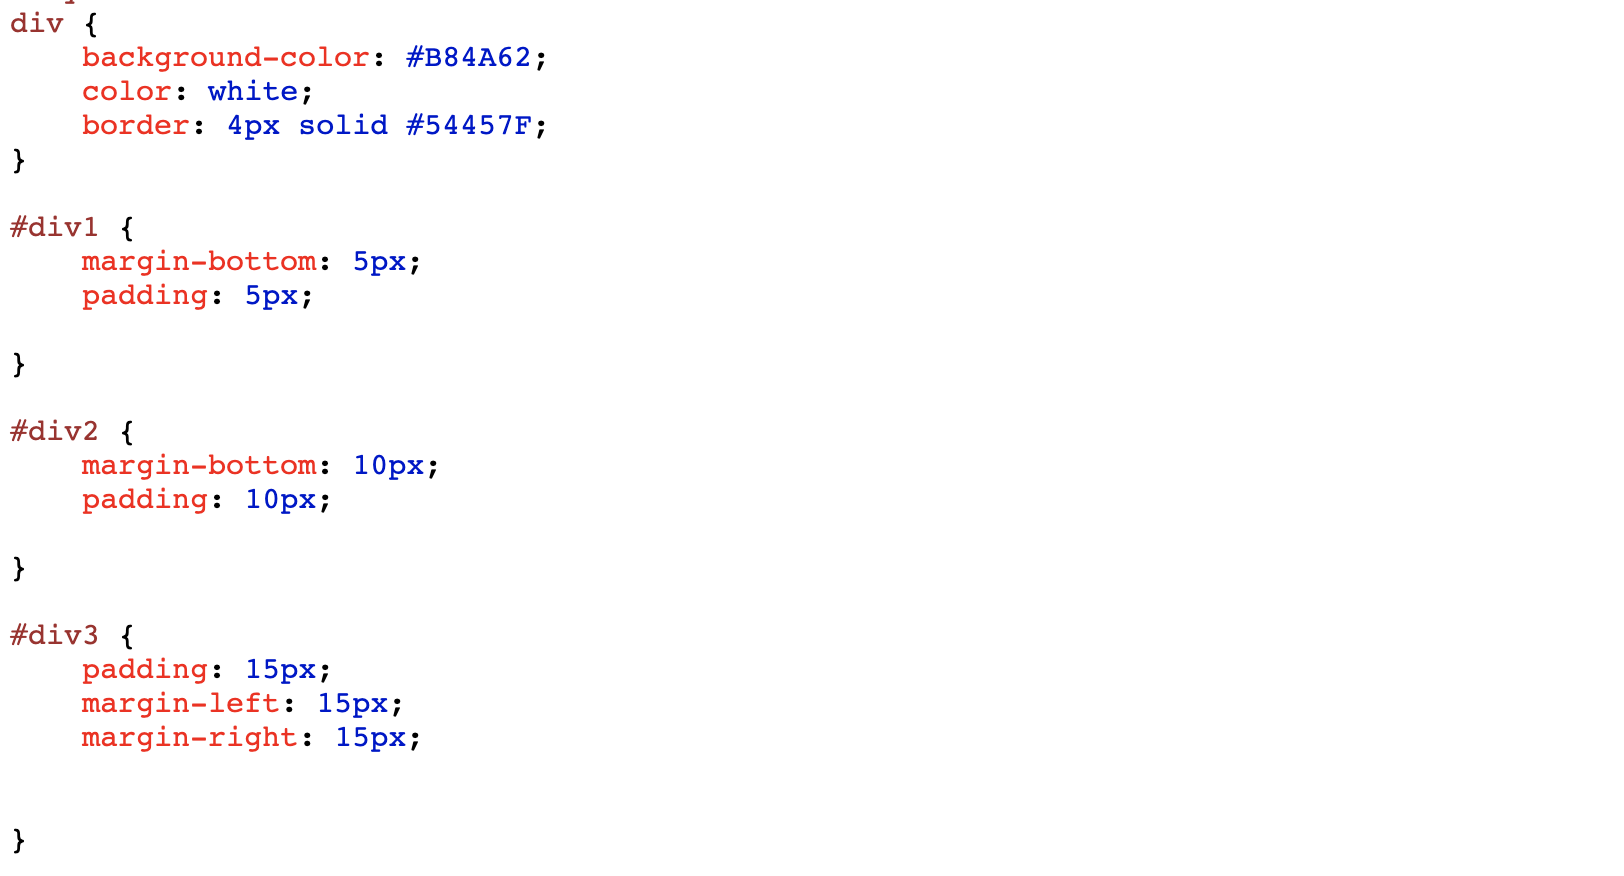 div {
background-color: #B84A62;
color: white;
border: 4px solid #54457F;
}
#div1 {
margin-bottom: 5px;
padding: 5px;
}
#div2 {
margin-bottom: 10px;
padding: 10px;
}
#div3 {
padding: 15px;
margin-left: 15px;
margin-right: 15px;
}